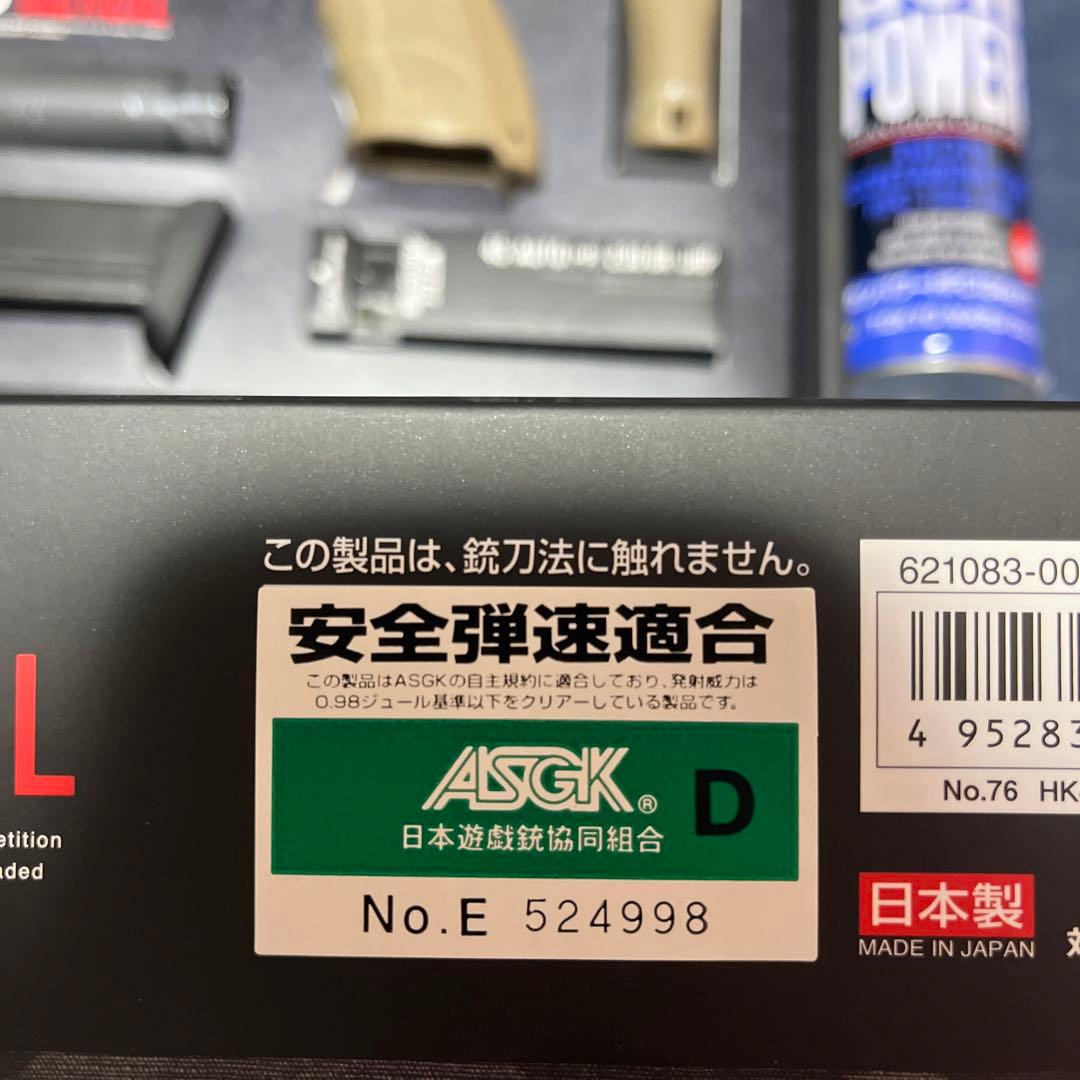 POWER
この製品は、銃刀法に触れません。
安全弾速適合
この製品はASGKの自主規約に適合しており、発射威力は
0.98ジュール基準以下をクリアーしている製品です。
ASGK® D
日本遊戯銃協同組合
No.E 524998
621083-00
4 95283
No.76 HK
日本製
MADE IN JAPAN
L
etition
aded